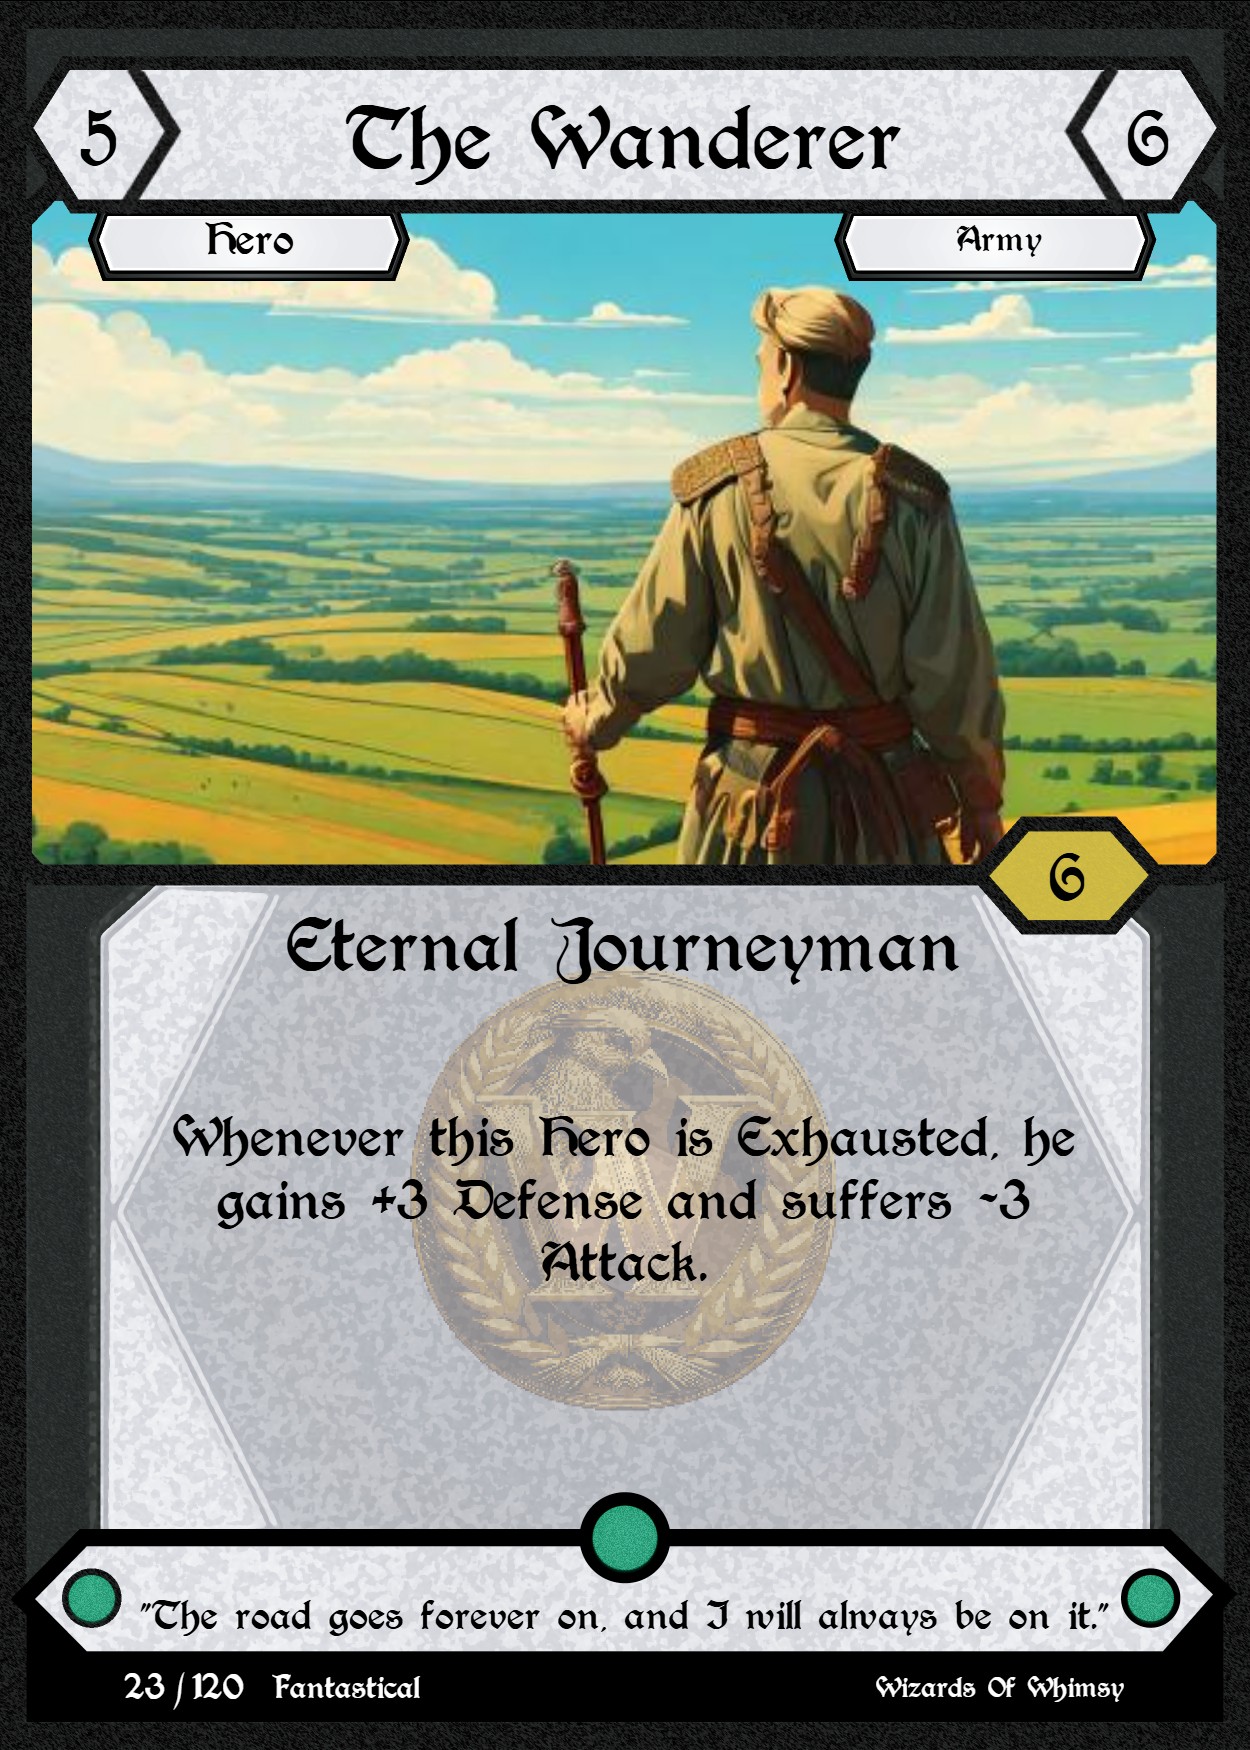 5 The Wanderer 6
Hero Army
6
Eternal Journeyman
W
Whenever this Hero is Exhausted, he
gains +3 Defense and suffers -3
Attack.
"The road goes forever on, and I will always be on it."
23 / 120 Fantastical Wizards Of Whimsy